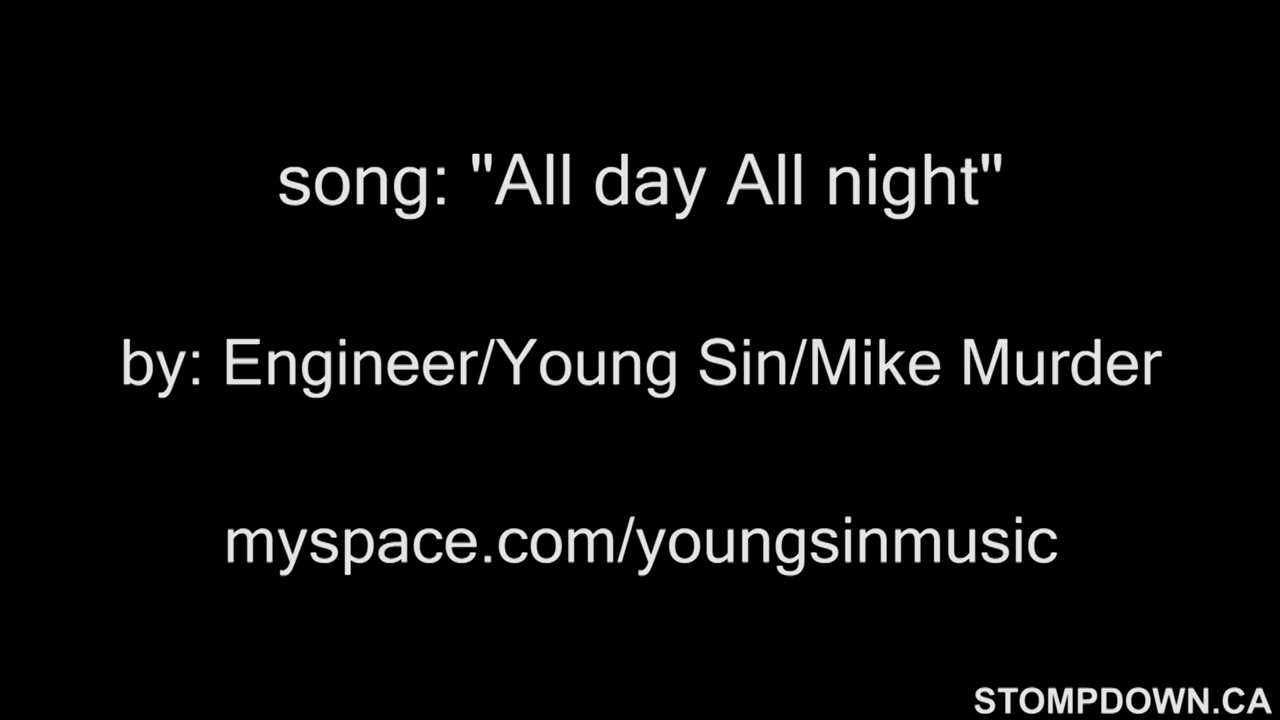 song: "All day All night"
by: Engineer/Young Sin/Mike Murder
myspace.com/youngsinmusic
STOMPDOWN.CA